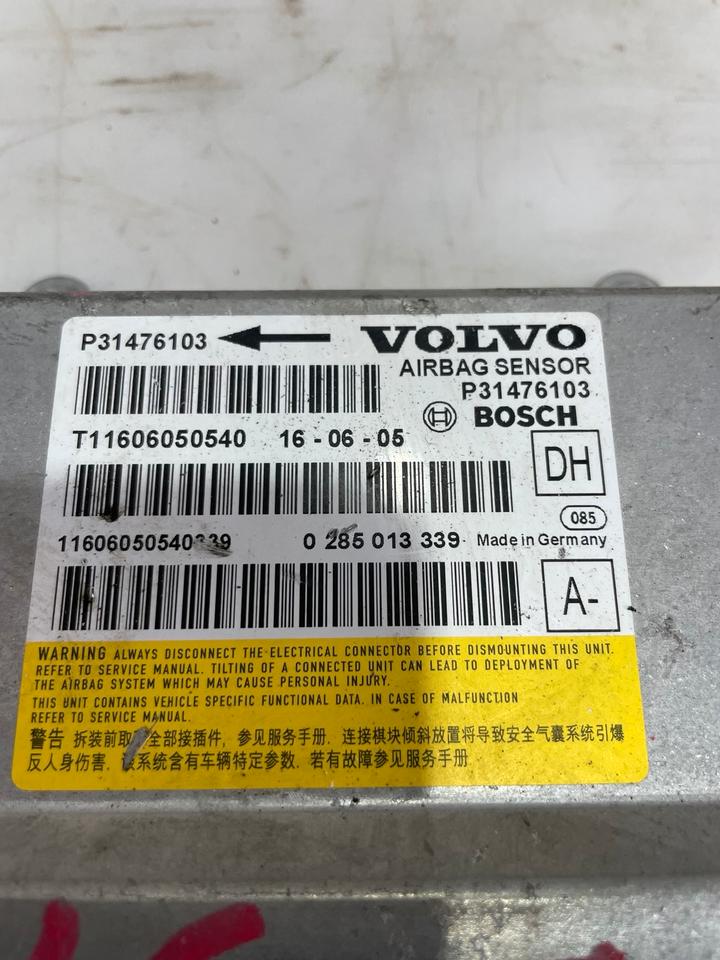 P31476103
VOLVO
AIRBAG SENSOR
P31476103
BOSCH
T11606050540 16 - 06 - 05
DH
085
0 285 013 339 Made in Germany
A-
WARNING ALWAYS DISCONNECT THE ELECTRICAL CONNECTOR BEFORE DISMOUNTING THIS UNIT.
REFER TO SERVICE MANUAL. TILTING OF A CONNECTED UNIT CAN LEAD TO DEPLOYMENT OF
THE AIRBAG SYSTEM WHICH MAY CAUSE PERSONAL INJURY.
THIS UNIT CONTAINS VEHICLE SPECIFIC FUNCTIONAL DATA. IN CASE OF MALFUNCTION
REFER TO SERVICE MANUAL.
警告 拆装前取 全部接插件, 参见服务手册. 连接棋块倾斜放置将导致安全气囊系统引爆
反人身伤害. 该系统含有车辆特定参数. 若有故障参见服务手册